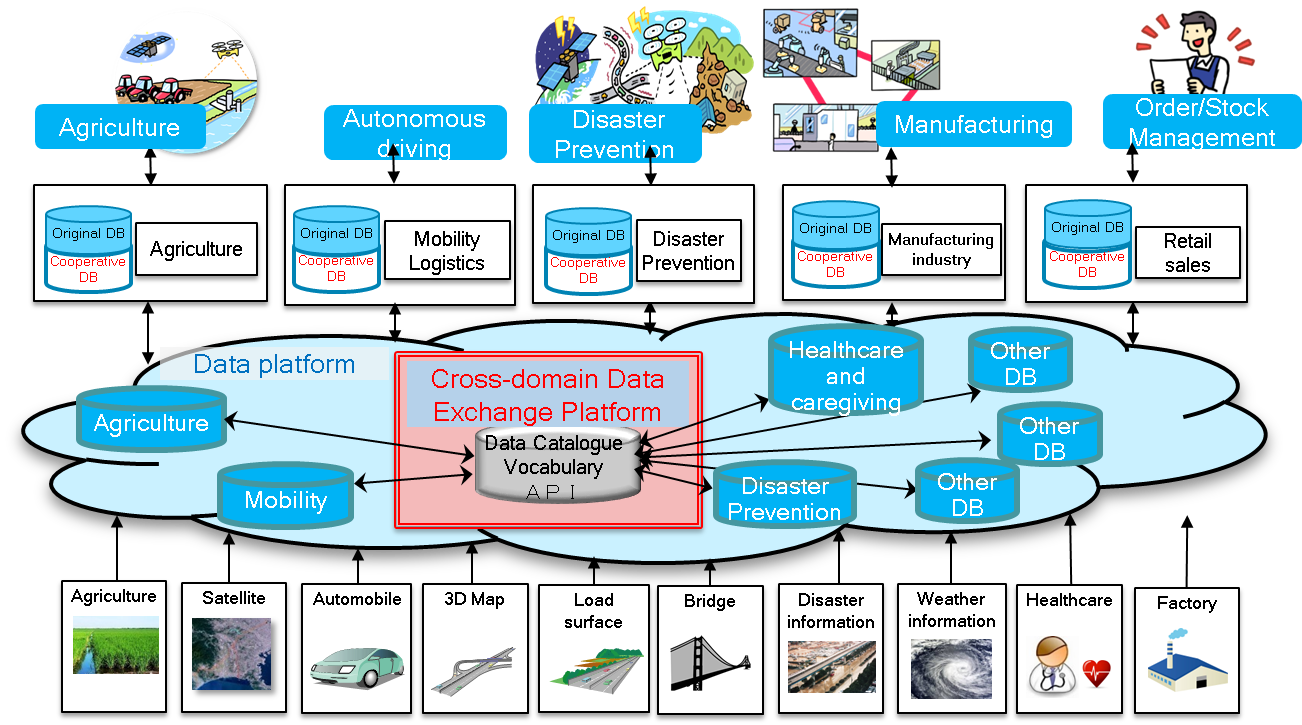 Agriculture
Autonomous
driving
Disaster
Prevention
Manufacturing
Order/Stock
Management
Original DB
Cooperative
DB
Agriculture
Original DB
Cooperative
DB
Mobility
Logistics
Original DB
Cooperative
DB
Disaster
Prevention
Original DB
Cooperative
DB
Manufacturing
industry
Original DB
Cooperative
DB
Retail
sales
Data platform
Cross-domain Data
Exchange Platform
Data Catalogue
Vocabulary
ＡＰＩ
Agriculture
Mobility
Healthcare
and
caregiving
Other
DB
Other
DB
Other
DB
Disaster
Prevention
Agriculture
Satellite
Automobile
3D Map
Load
surface
Bridge
Disaster
information
Weather
information
Healthcare
Factory